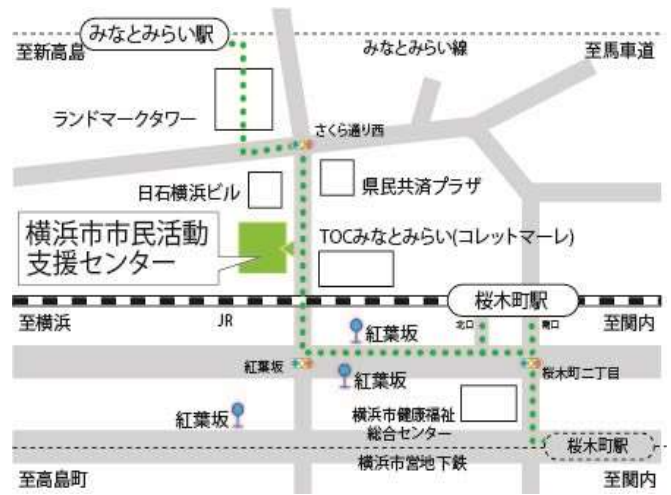 みなとみらい駅
至新高島
みなとみらい線
至馬車道
ランドマークタワー
さくら通り西
日石横浜ビル
県民共済プラザ
横浜市市民活動
支援センター
TOCみなとみらい(コレットマーレ)
桜木町駅
至横浜
JR
北口
南口
至関内
紅葉坂
紅葉坂
紅葉坂
桜木町二丁目
紅葉坂
横浜市健康福祉
総合センター
桜木町駅
横浜市営地下鉄
至高島町
至関内